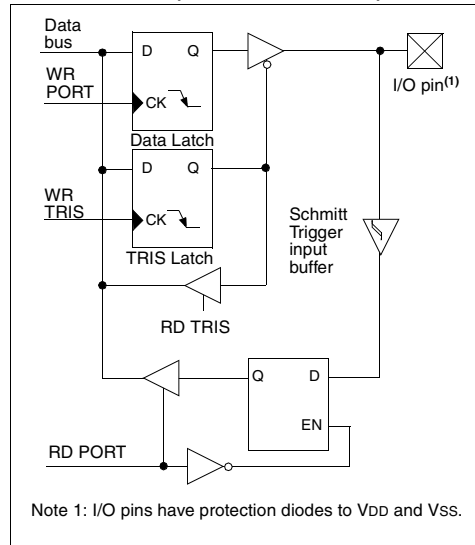 Data
bus
D Q
WR
PORT
CK
I/O pin(1)
Data Latch
D Q
WR
TRIS
CK
Schmitt
Trigger
input
buffer
TRIS Latch
RD TRIS
Q D
EN
RD PORT
Note 1: I/O pins have protection diodes to VDD and VSS.